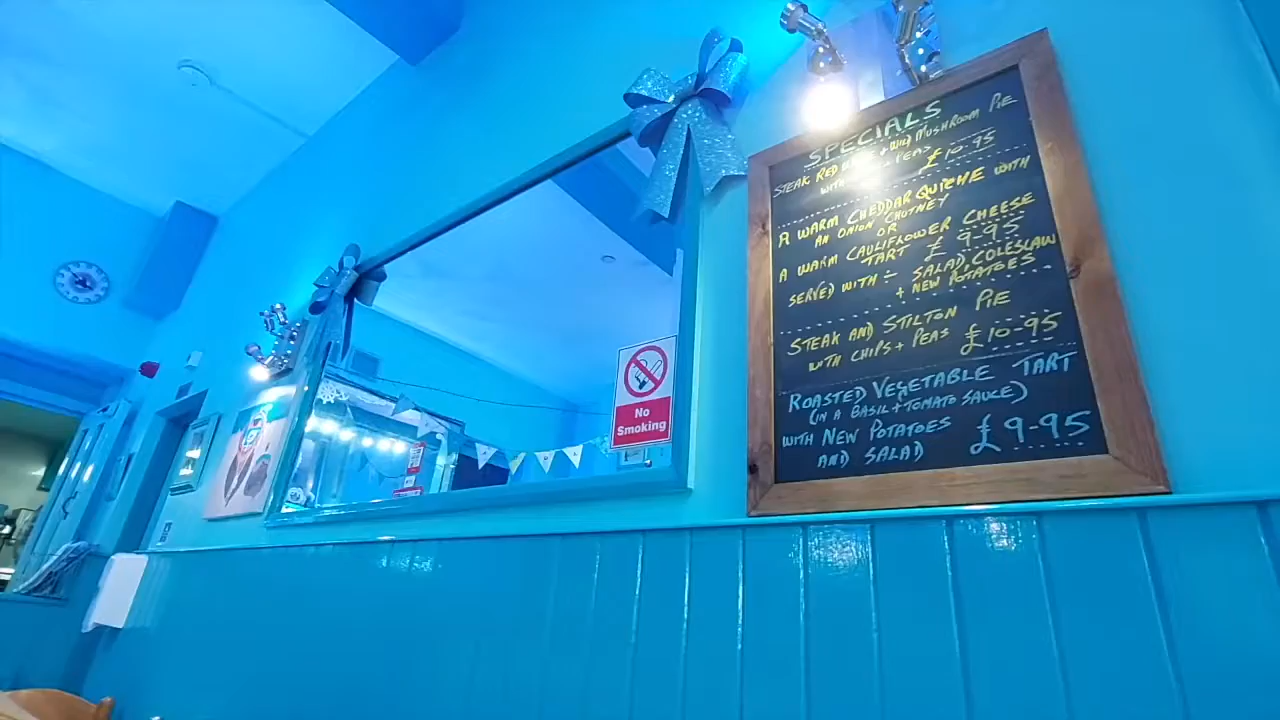 SPECIALS
STEAK RED + WILD MUSHROOM PIE
WITH + PEAS £10-95
A WARM CHEDDAR QUICHE WITH
AN ONION CHUTNEY
OR
A WARM CAULIFLOWER CHEESE
TART £9-95
SERVED WITH :- SALAD, COLESLAW
+ NEW POTATOES
STEAK AND STILTON PIE
WITH CHIPS + PEAS £10-95
ROASTED VEGETABLE TART
(IN A BASIL + TOMATO SAUCE)
WITH NEW POTATOES £9-95
AND SALAD
No
Smoking